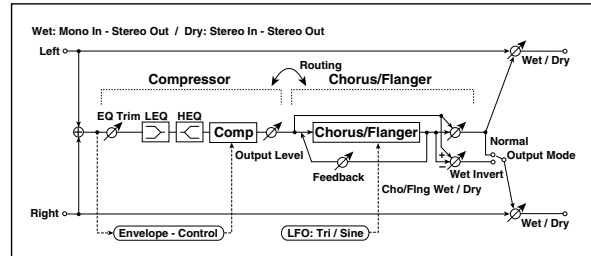 Wet: Mono In - Stereo Out / Dry: Stereo In - Stereo Out
Left
Wet / Dry
Routing
Compressor
Chorus/Flanger
EQ Trim
LEQ
HEQ
Comp
Chorus/Flanger
Normal
Output Level
Output Mode
+
−
Wet Invert
Feedback
Cho/Flng Wet / Dry
Right
Wet / Dry
Envelope - Control
LFO: Tri / Sine